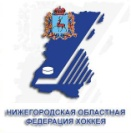 НИЖЕГОРОДСКАЯ ОБЛАСТНАЯ
ФЕДЕРАЦИЯ ХОККЕЯ